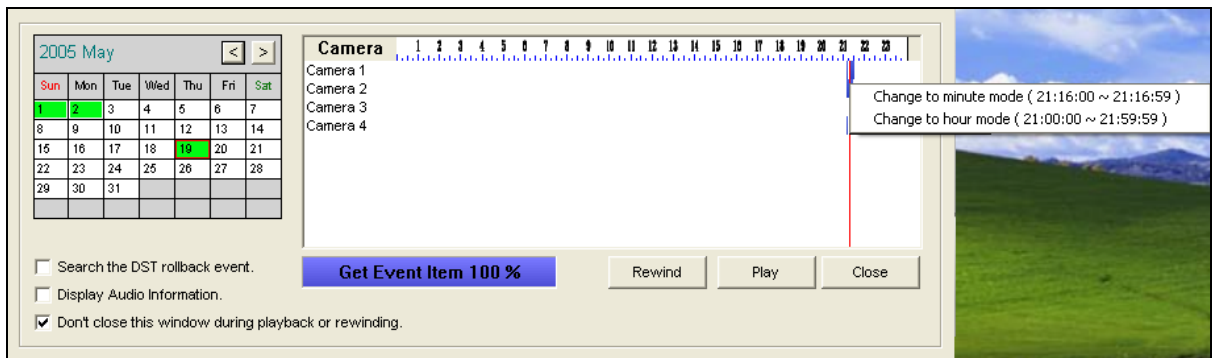 2005 May < >
Sun Mon Tue Wed Thu Fri Sat
1 2 3 4 5 6 7
8 9 10 11 12 13 14
15 16 17 18 19 20 21
22 23 24 25 26 27 28
29 30 31
Search the DST rollback event.
Display Audio Information.
Don't close this window during playback or rewinding.
Camera 1 2 3 4 5 6 7 8 9 10 11 12 13 14 15 16 17 18 19 20 21 22 23
Camera 1
Camera 2
Camera 3
Camera 4
Change to minute mode ( 21:16:00 ~ 21:16:59 )
Change to hour mode ( 21:00:00 ~ 21:59:59 )
Get Event Item 100 %
Rewind
Play
Close